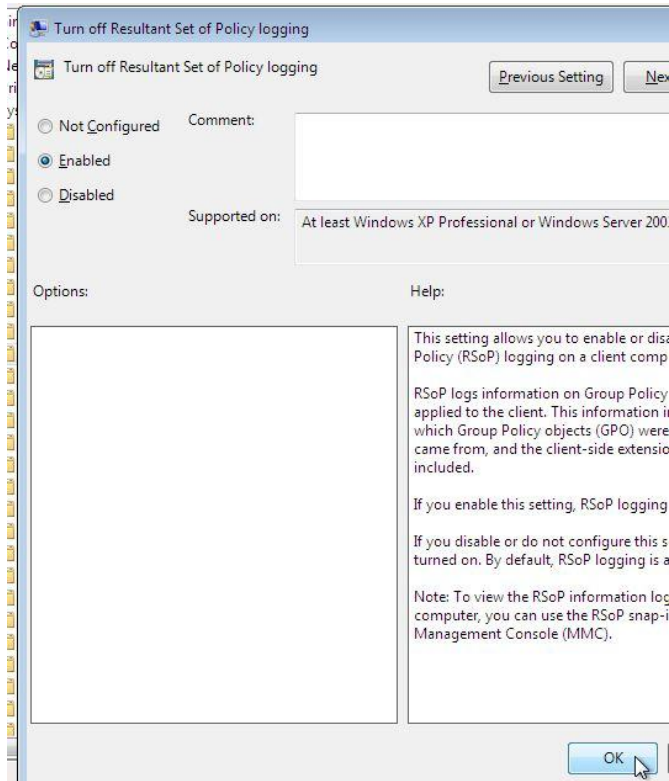 Turn off Resultant Set of Policy logging
Turn off Resultant Set of Policy logging
Previous Setting
Not Configured
Comment:
Enabled
Disabled
Supported on:
At least Windows XP Professional or Windows Server
Options:
Help:
This setting allows you to enable or
Policy (RSoP) logging on a client
RSoP logs information on Group Policy
applied to the client. This information
which Group Policy objects (GPO) were
came from, and the client-side
included.
If you enable this setting, RSoP logging
If you disable or do not configure this
turned on. By default, RSoP logging is
Note: To view the RSoP information
computer, you can use the RSoP
Management Console (MMC).
OK